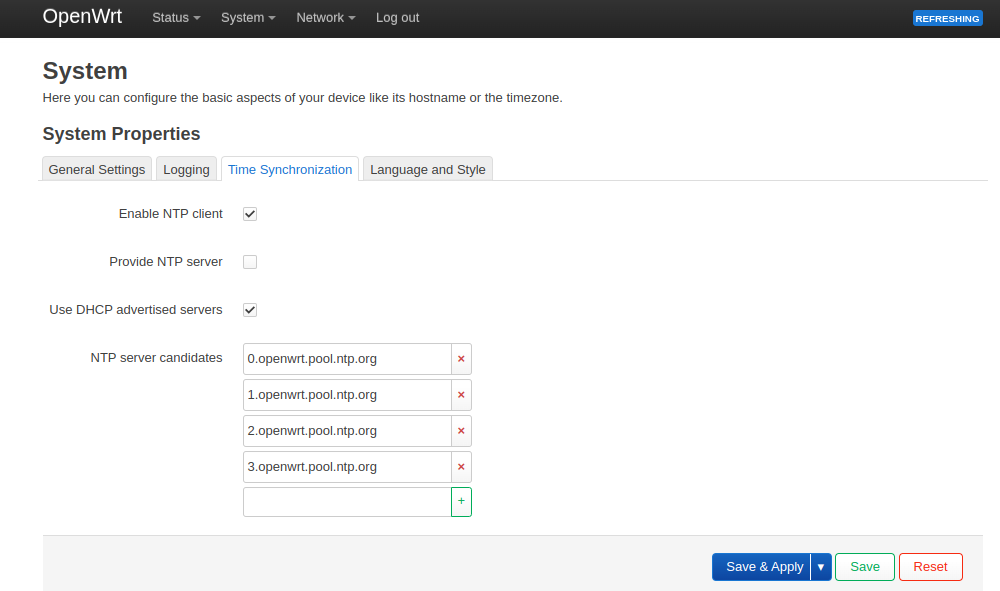 OpenWrt Status System Network Log out REFRESHING
System
Here you can configure the basic aspects of your device like its hostname or the timezone.
System Properties
General Settings Logging Time Synchronization Language and Style
Enable NTP client
Provide NTP server
Use DHCP advertised servers
NTP server candidates 0.openwrt.pool.ntp.org ×
1.openwrt.pool.ntp.org ×
2.openwrt.pool.ntp.org ×
3.openwrt.pool.ntp.org ×
+
Save & Apply ▾ Save Reset